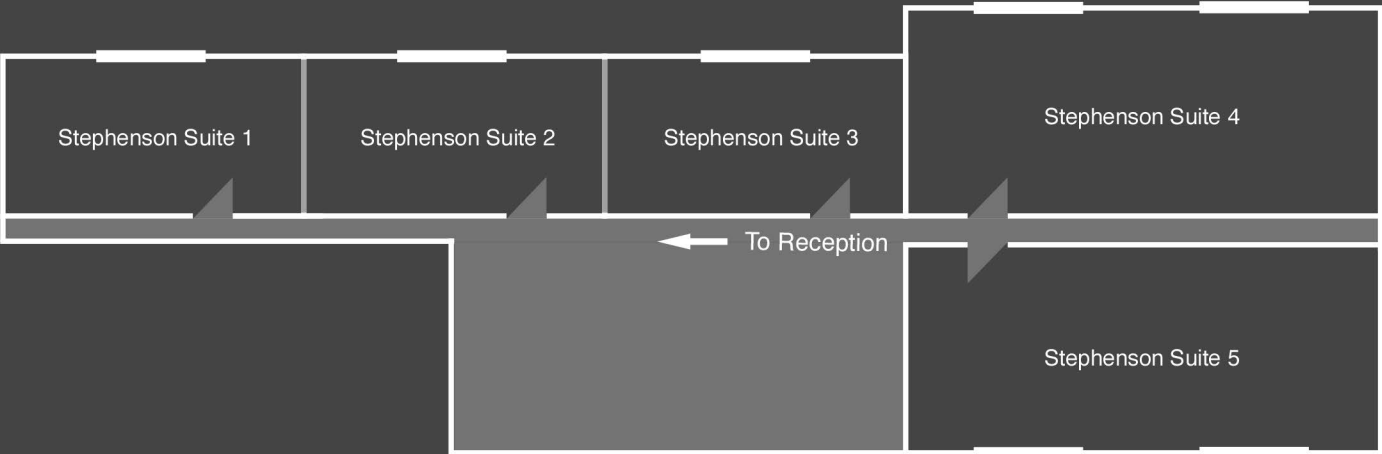 Stephenson Suite 1
Stephenson Suite 2
Stephenson Suite 3
Stephenson Suite 4
To Reception
Stephenson Suite 5